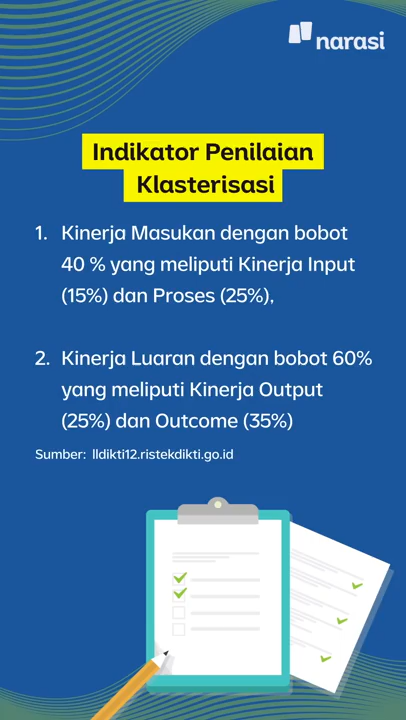 narasi
Indikator Penilaian
Klasterisasi
1. Kinerja Masukan dengan bobot
40 % yang meliputi Kinerja Input
(15%) dan Proses (25%),
2. Kinerja Luaran dengan bobot 60%
yang meliputi Kinerja Output
(25%) dan Outcome (35%)
Sumber: lldikti12.ristekdikti.go.id